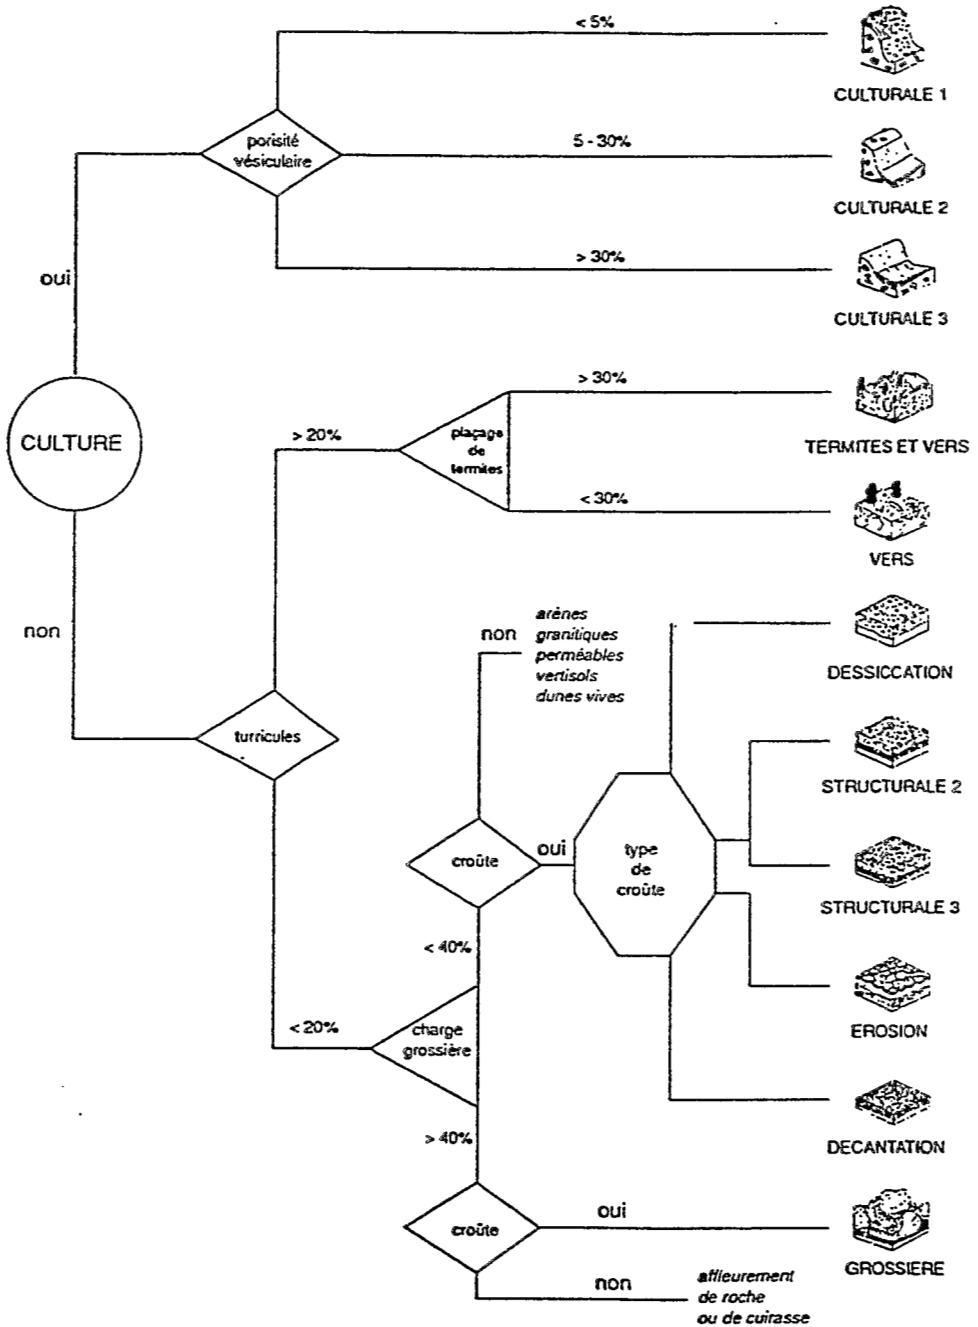 < 5%
CULTURALE 1
porisité
vésiculaire
5 - 30%
CULTURALE 2
oui
> 30%
CULTURALE 3
CULTURE
> 30%
> 20%
plaçage
de
termites
TERMITES ET VERS
< 30%
VERS
non
non
arènes
granitiques
perméables
vertisols
dunes vives
DESSICCATION
turricules
STRUCTURALE 2
croûte
oui
type
de
croûte
STRUCTURALE 3
< 40%
< 20%
charge
grossière
EROSION
> 40%
DECANTATION
croûte
oui
GROSSIERE
non
affleurement
de roche
ou de cuirasse